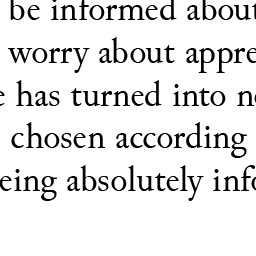 be informed about
worry about appre
e has turned into n
chosen according
eing absolutely info